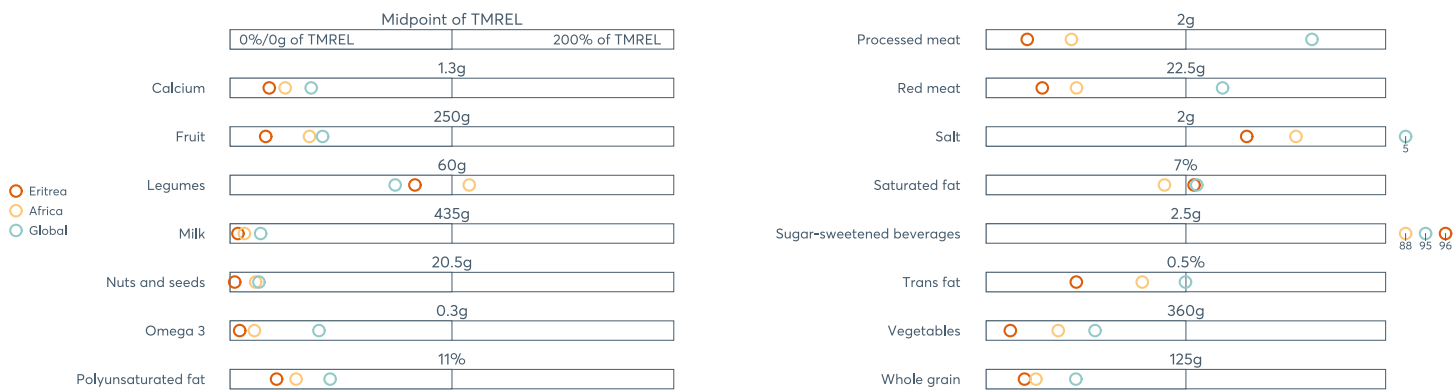 Midpoint of TMREL
0%/0g of TMREL 200% of TMREL
1.3g
Calcium
250g
Fruit
60g
Legumes
435g
Milk
20.5g
Nuts and seeds
0.3g
Omega 3
11%
Polyunsaturated fat
Eritrea
Africa
Global
2g
Processed meat
22.5g
Red meat
2g
Salt
5
7%
Saturated fat
2.5g
Sugar-sweetened beverages
88 95 96
0.5%
Trans fat
360g
Vegetables
125g
Whole grain